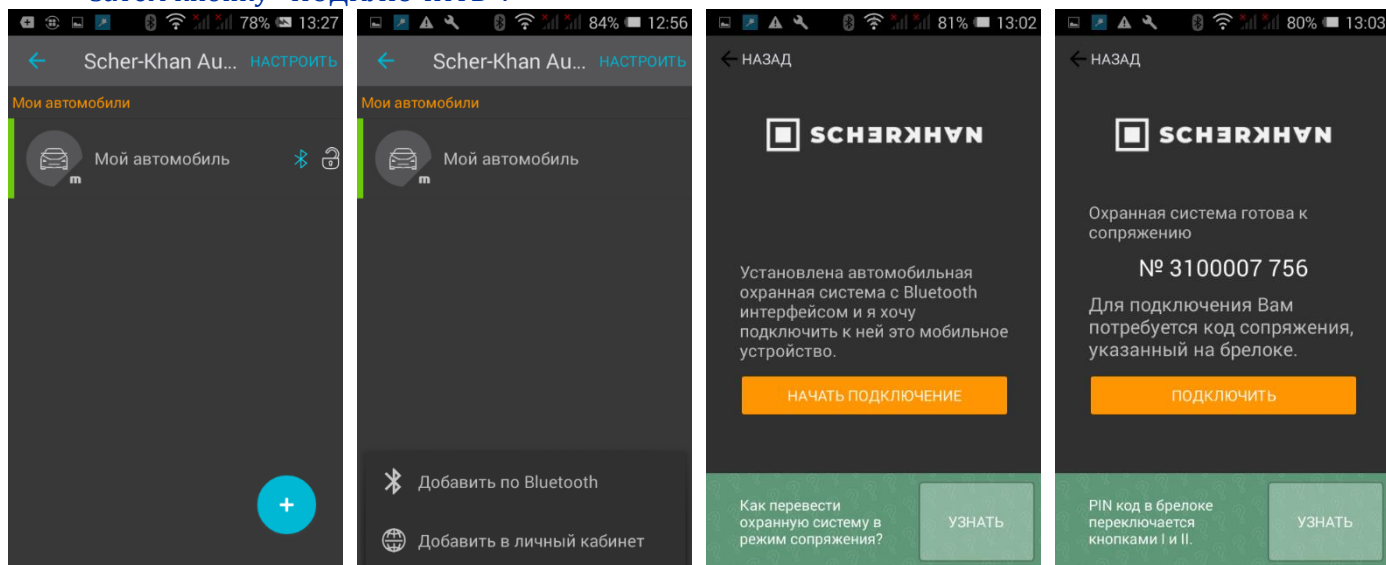 затем кнопку "ПОДКЛЮЧИТЬ".
78% 13:27
Scher-Khan Au... НАСТРОИТЬ
Мои автомобили
Мой автомобиль
m
+
84% 12:56
Scher-Khan Au... НАСТРОИТЬ
Мои автомобили
Мой автомобиль
m
Добавить по Bluetooth
Добавить в личный кабинет
81% 13:02
НАЗАД
SCHERKHAN
Установлена автомобильная
охранная система с Bluetooth
интерфейсом и я хочу
подключить к ней это мобильное
устройство.
НАЧАТЬ ПОДКЛЮЧЕНИЕ
Как перевести
охранную систему в
режим сопряжения?
УЗНАТЬ
80% 13:03
НАЗАД
SCHERKHAN
Охранная система готова к
сопряжению
№ 3100007 756
Для подключения Вам
потребуется код сопряжения,
указанный на брелоке.
ПОДКЛЮЧИТЬ
PIN код в брелоке
переключается
кнопками I и II.
УЗНАТЬ